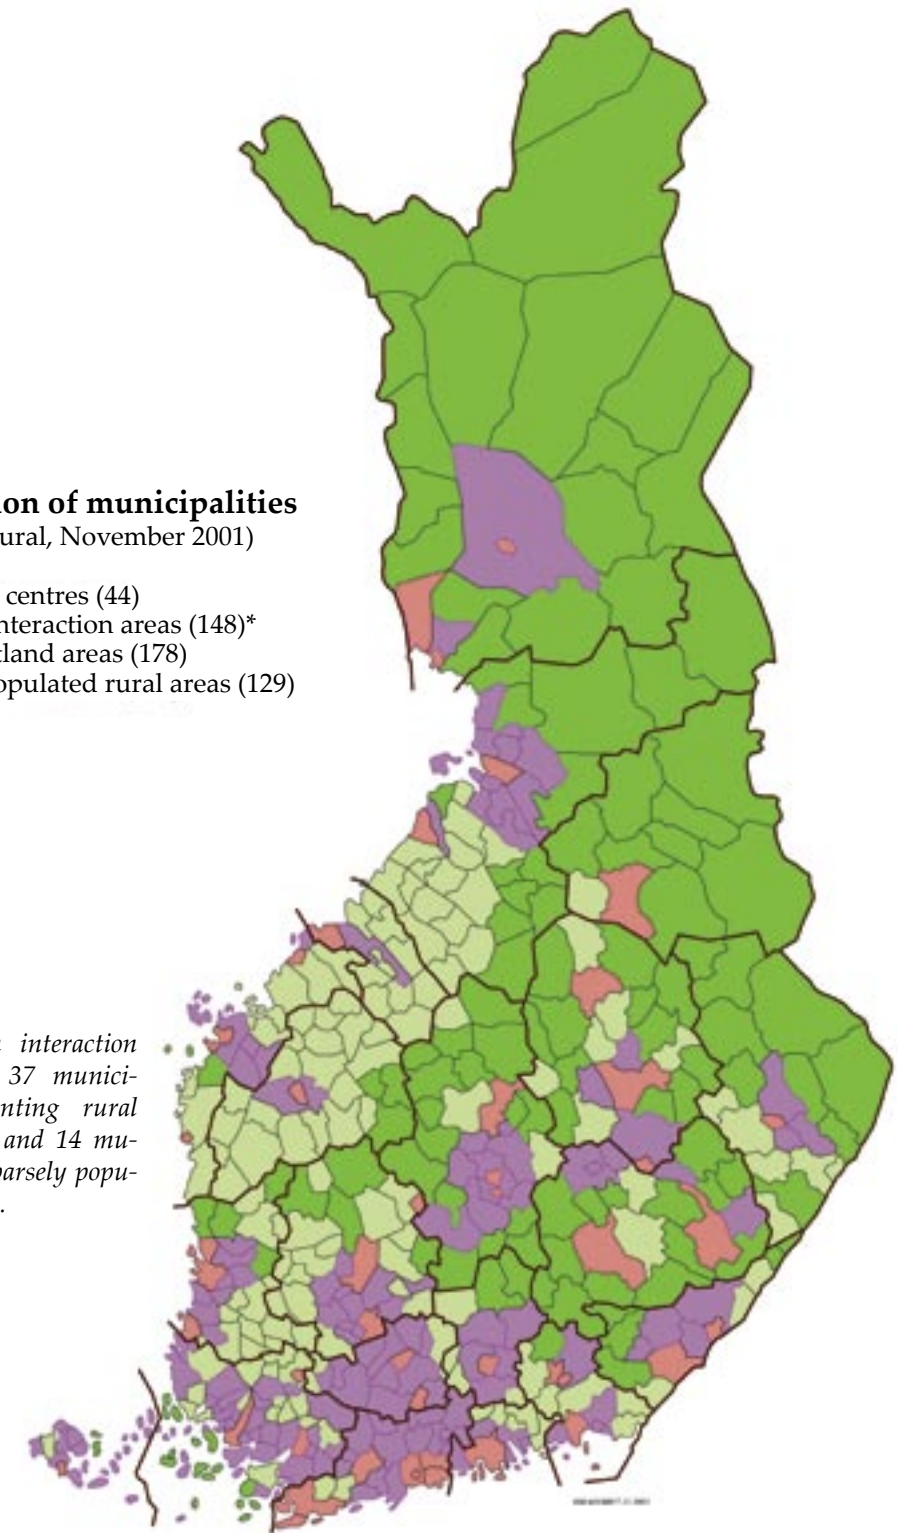 ion of municipalities
ural, November 2001)
centres (44)
nteraction areas (148)*
tland areas (178)
opulated rural areas (129)
interaction
37 munici-
nting rural
and 14 mu-
parsely popu-
.